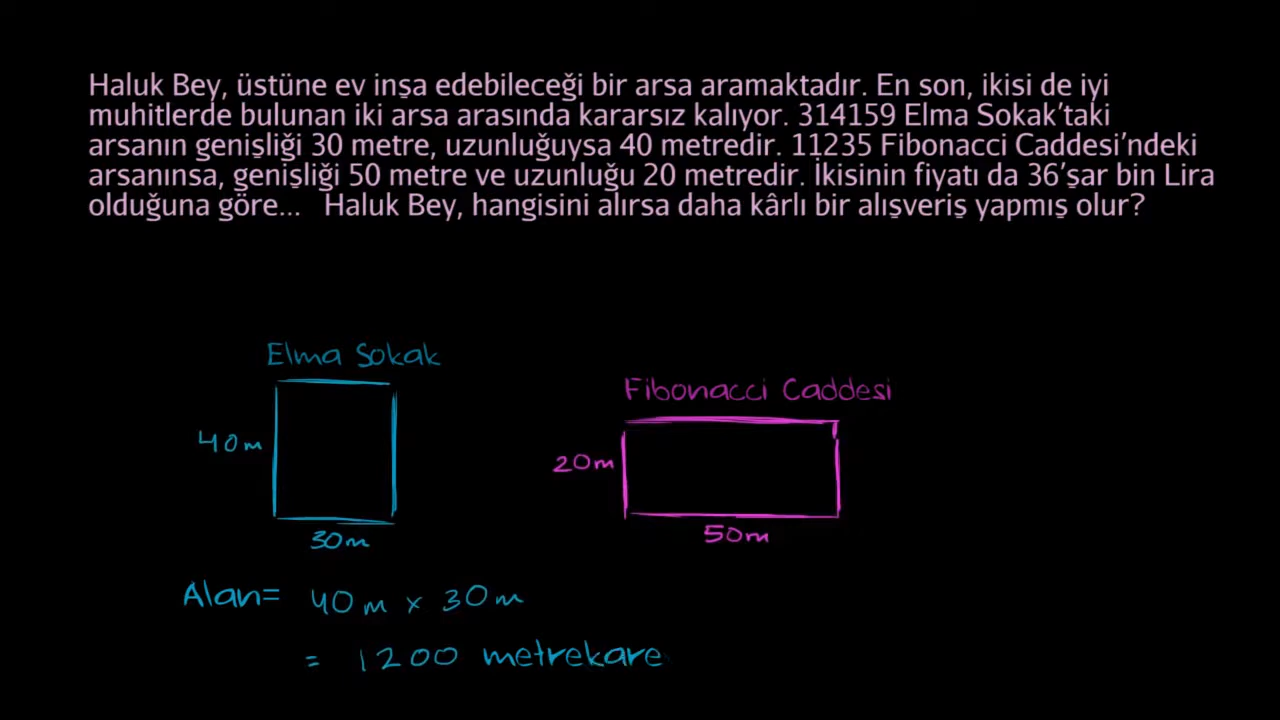 Haluk Bey, üstüne ev inşa edebileceği bir arsa aramaktadır. En son, ikisi de iyi
muhitlerde bulunan iki arsa arasında kararsız kalıyor. 314159 Elma Sokak'taki
arsanın genişliği 30 metre, uzunluğuysa 40 metredir. 11235 Fibonacci Caddesi'ndeki
arsanınsa, genişliği 50 metre ve uzunluğu 20 metredir. İkisinin fiyatı da 36'şar bin Lira
olduğuna göre... Haluk Bey, hangisini alırsa daha kârlı bir alışveriş yapmış olur?
Elma Sokak
40m
30m
Fibonacci Caddesi
20m
50m
Alan= 40m x 30m
= 1200 metrekare